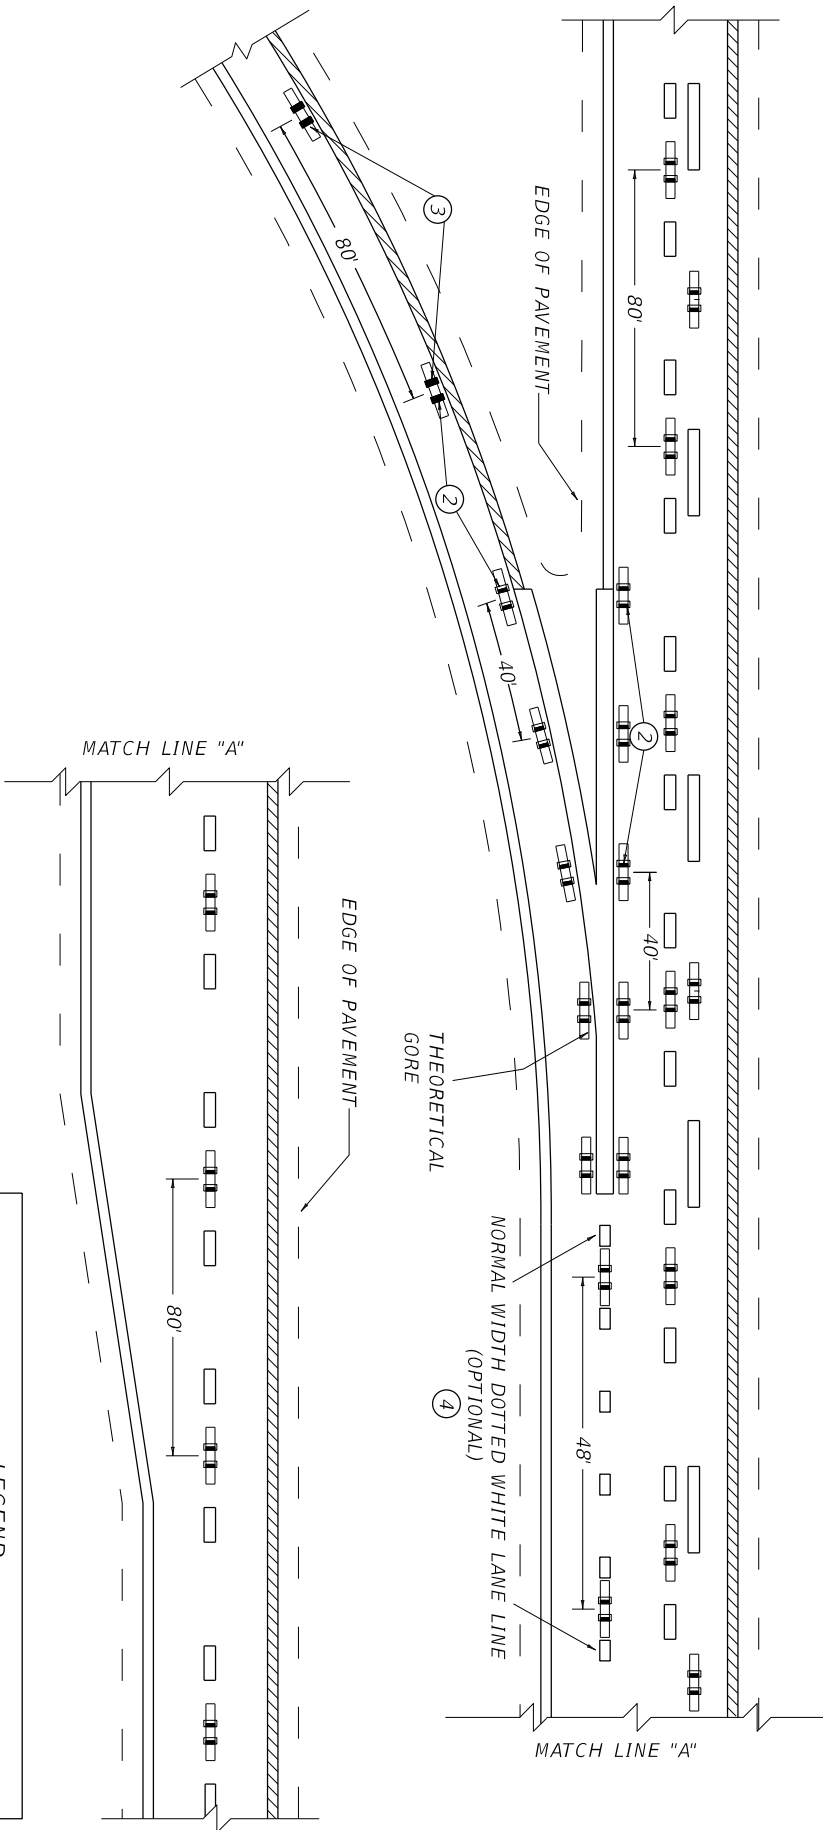 80'
3
EDGE OF PAVEMENT
80'
2
40'
2
40'
THEORETICAL
GORE
NORMAL WIDTH DOTTED WHITE LANE LINE
(OPTIONAL)
4
48'
MATCH LINE "A"
MATCH LINE "A"
EDGE OF PAVEMENT
80'